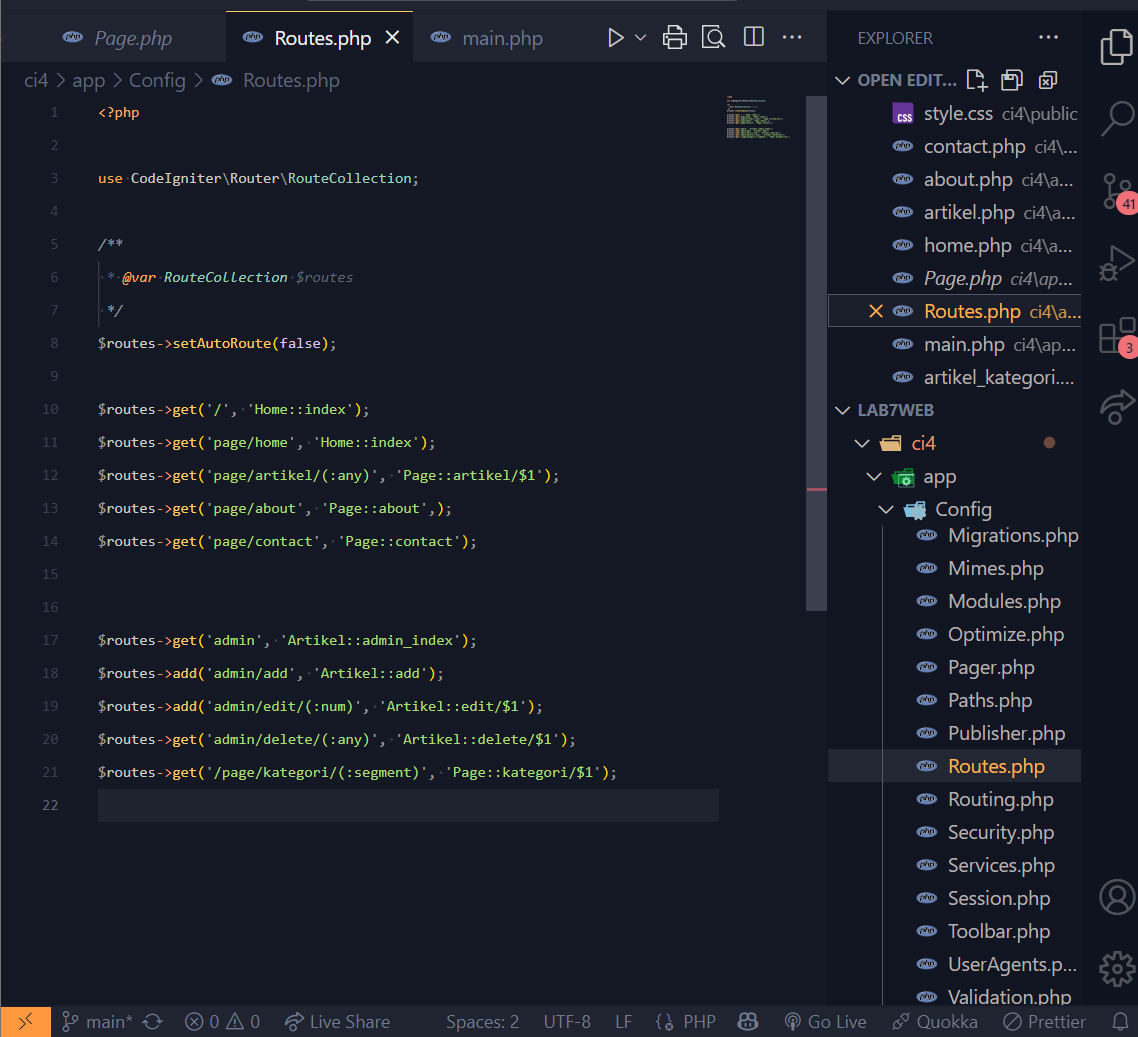 Page.php
Routes.php
main.php
ci4 > app > Config > Routes.php
1 <?php
2
3 use CodeIgniter\Router\RouteCollection;
4
5 /**
6 * @var RouteCollection $routes
7 */
8 $routes->setAutoRoute(false);
9
10 $routes->get('/', 'Home::index');
11 $routes->get('page/home', 'Home::index');
12 $routes->get('page/artikel/(:any)', 'Page::artikel/$1');
13 $routes->get('page/about', 'Page::about',);
14 $routes->get('page/contact', 'Page::contact');
15
16
17 $routes->get('admin', 'Artikel::admin_index');
18 $routes->add('admin/add', 'Artikel::add');
19 $routes->add('admin/edit/(:num)', 'Artikel::edit/$1');
20 $routes->get('admin/delete/(:any)', 'Artikel::delete/$1');
21 $routes->get('/page/kategori/(:segment)', 'Page::kategori/$1');
22
EXPLORER
OPEN EDIT...
style.css ci4\public
contact.php ci4\...
about.php ci4\a...
artikel.php ci4\a...
home.php ci4\a...
Page.php ci4\ap...
Routes.php ci4\a...
main.php ci4\ap...
artikel_kategori....
LAB7WEB
ci4
app
Config
Migrations.php
Mimes.php
Modules.php
Optimize.php
Pager.php
Paths.php
Publisher.php
Routes.php
Routing.php
Security.php
Services.php
Session.php
Toolbar.php
UserAgents.p...
Validation.php
41
3
main* 0 0 Live Share Spaces: 2 UTF-8 LF PHP Go Live Quokka Prettier